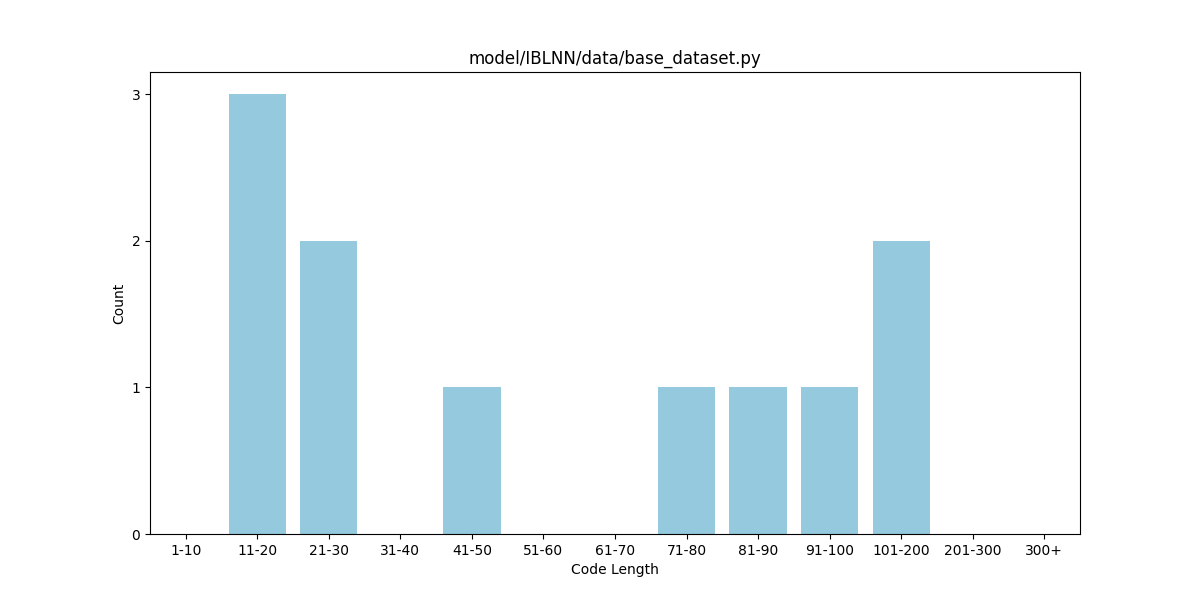 model/IBLNN/data/base_dataset.py
3
2
1
0
Count
1-10 11-20 21-30 31-40 41-50 51-60 61-70 71-80 81-90 91-100 101-200 201-300 300+
Code Length